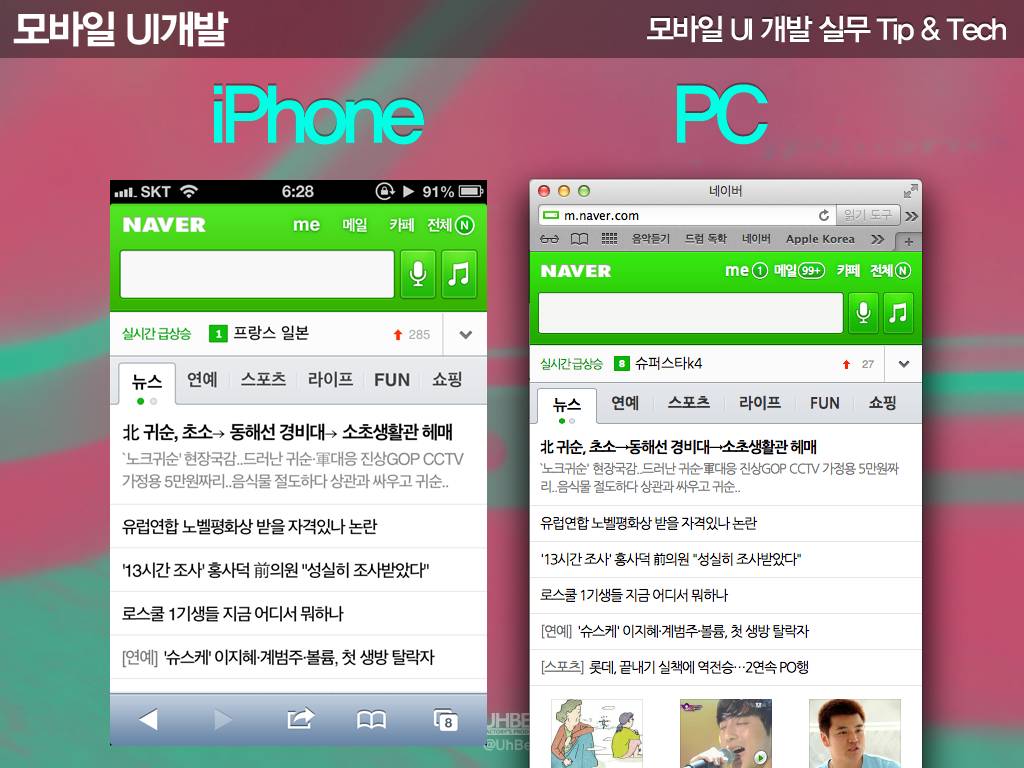 모바일 UI개발
모바일 UI 개발 실무 Tip & Tech
iPhone
PC
SKT 6:28 91%
NAVER me 메일 카페 전체 N
실시간 급상승 1 프랑스 일본 285
뉴스 연예 스포츠 라이프 FUN 쇼핑
北 귀순, 초소→ 동해선 경비대→ 소초생활관 헤매
`노크귀순' 현장국감..드러난 귀순·軍대응 진상GOP CCTV
가정용 5만원짜리..음식물 절도하다 상관과 싸우고 귀순..
유럽연합 노벨평화상 받을 자격있나 논란
'13시간 조사' 홍사덕 前의원 "성실히 조사받았다"
로스쿨 1기생들 지금 어디서 뭐하나
[연예] '슈스케' 이지혜·계범주·볼륨, 첫 생방 탈락자
8
네이버
m.naver.com 읽기 도구
음악듣기 드럼 독학 네이버 Apple Korea
NAVER me 1 메일 99+ 카페 전체 N
실시간 급상승 8 슈퍼스타k4 27
뉴스 연예 스포츠 라이프 FUN 쇼핑
北 귀순, 초소→동해선 경비대→소초생활관 헤매
`노크귀순' 현장국감..드러난 귀순·軍대응 진상GOP CCTV 가정용 5만원짜
리..음식물 절도하다 상관과 싸우고 귀순..
유럽연합 노벨평화상 받을 자격있나 논란
'13시간 조사' 홍사덕 前의원 "성실히 조사받았다"
로스쿨 1기생들 지금 어디서 뭐하나
[연예] '슈스케' 이지혜·계범주·볼륨, 첫 생방 탈락자
[스포츠] 롯데, 끝내기 실책에 역전승…2연속 PO행